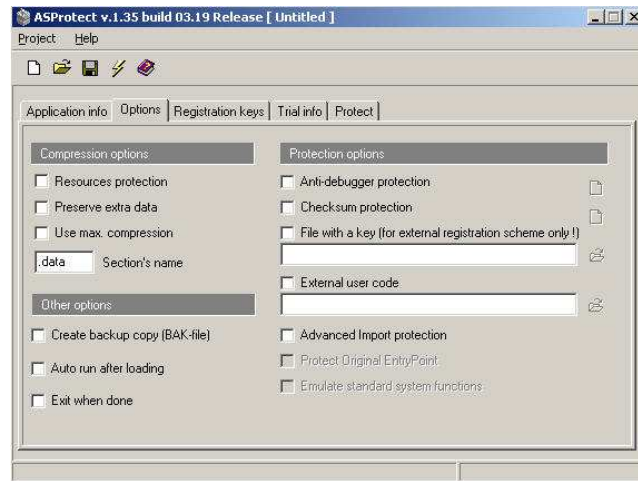 ASProtect v.1.35 build 03.19 Release [ Untitled ]
Project Help
Application info Options Registration keys Trial info Protect
Compression options
Resources protection
Preserve extra data
Use max. compression
.data Section's name
Other options
Create backup copy (BAK-file)
Auto run after loading
Exit when done
Protection options
Anti-debugger protection
Checksum protection
File with a key (for external registration scheme only !)
External user code
Advanced Import protection
Protect Original EntryPoint
Emulate standard system functions